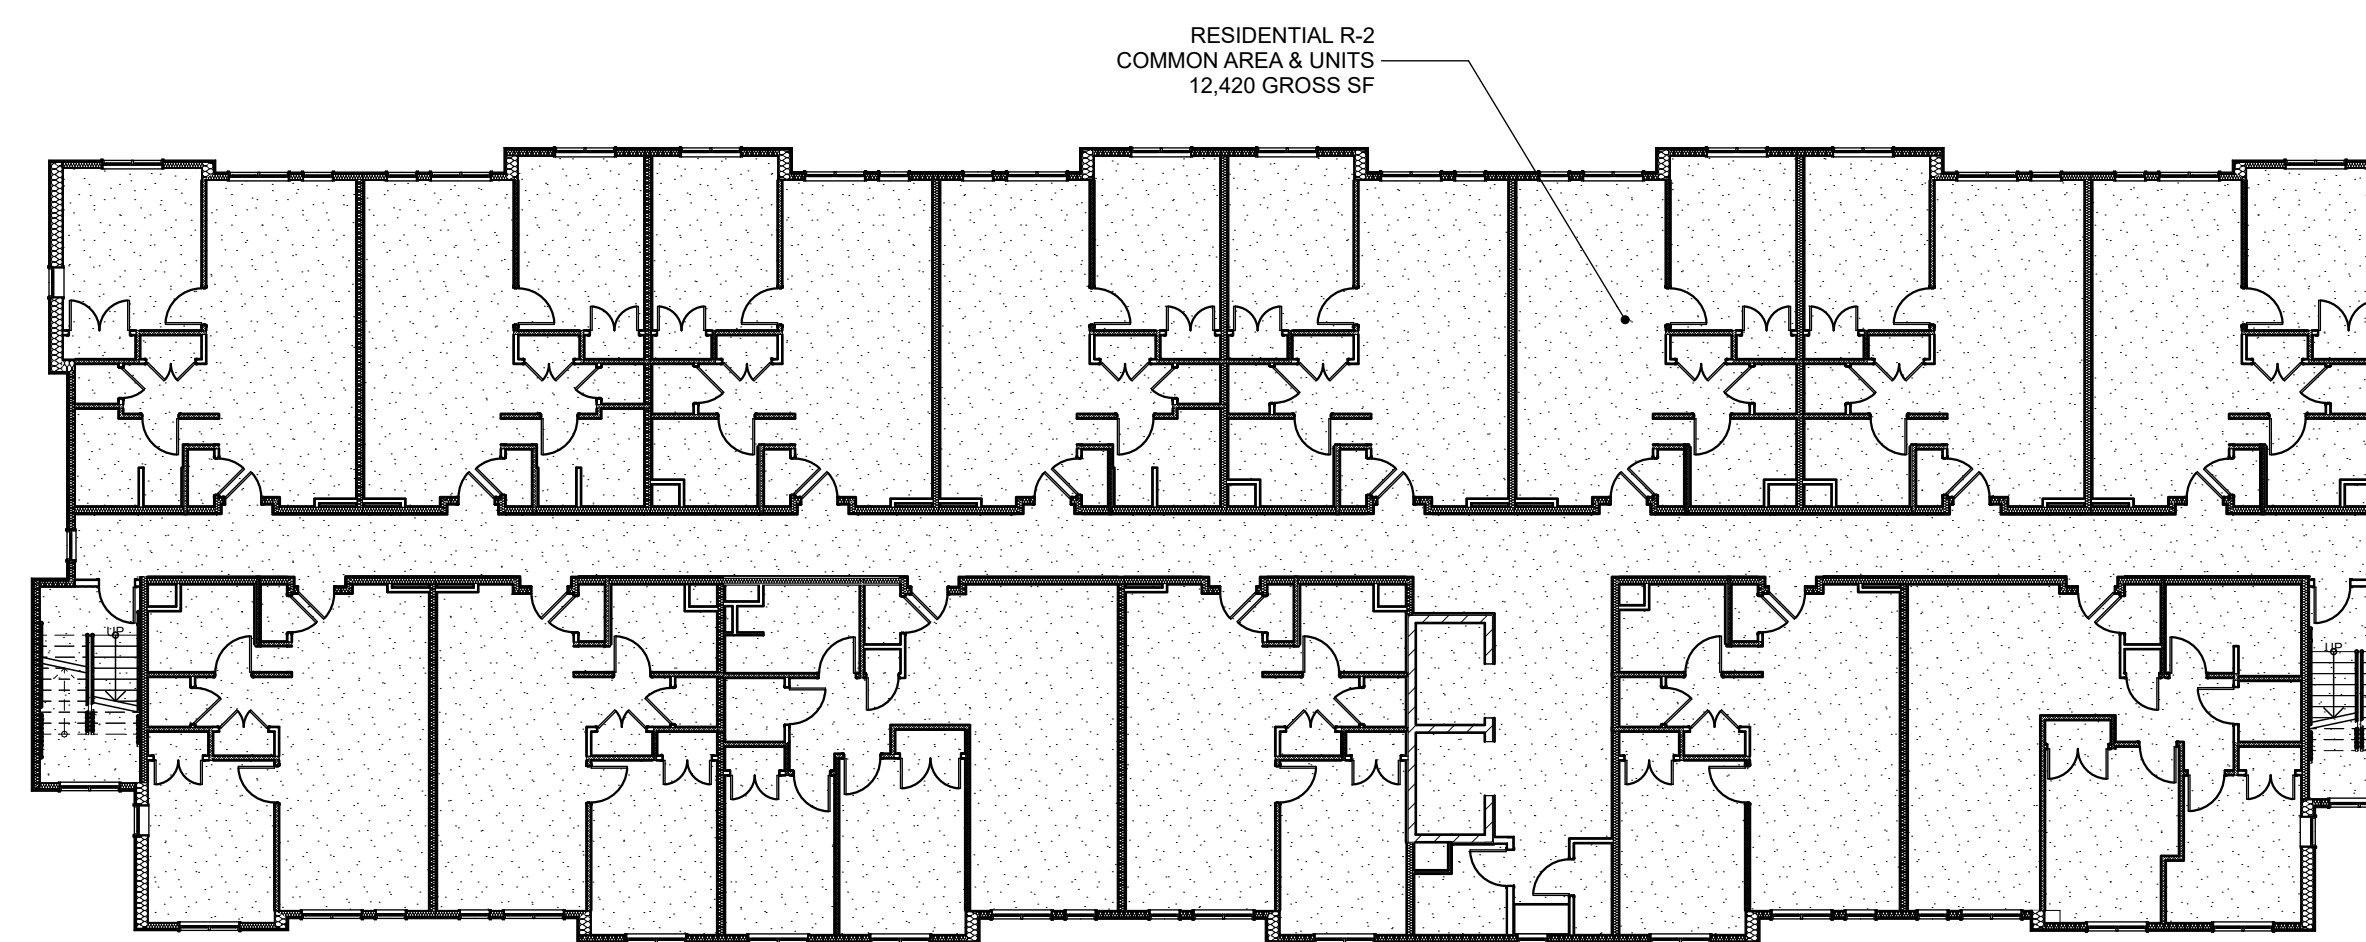 RESIDENTIAL R-2
COMMON AREA & UNITS
12,420 GROSS SF
UP
UP